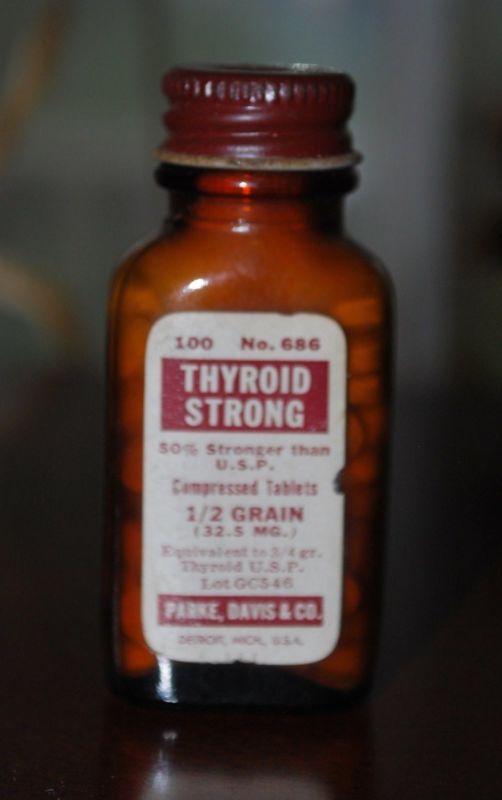 100 No. 686
THYROID
STRONG
50% Stronger than
U.S.P.
Compressed Tablets
1/2 GRAIN
(32.5 MG.)
Equivalent to 3/4 gr.
Thyroid U.S.P.
Lot GC546
PARKE, DAVIS & CO.
DETROIT, MICH., U.S.A.